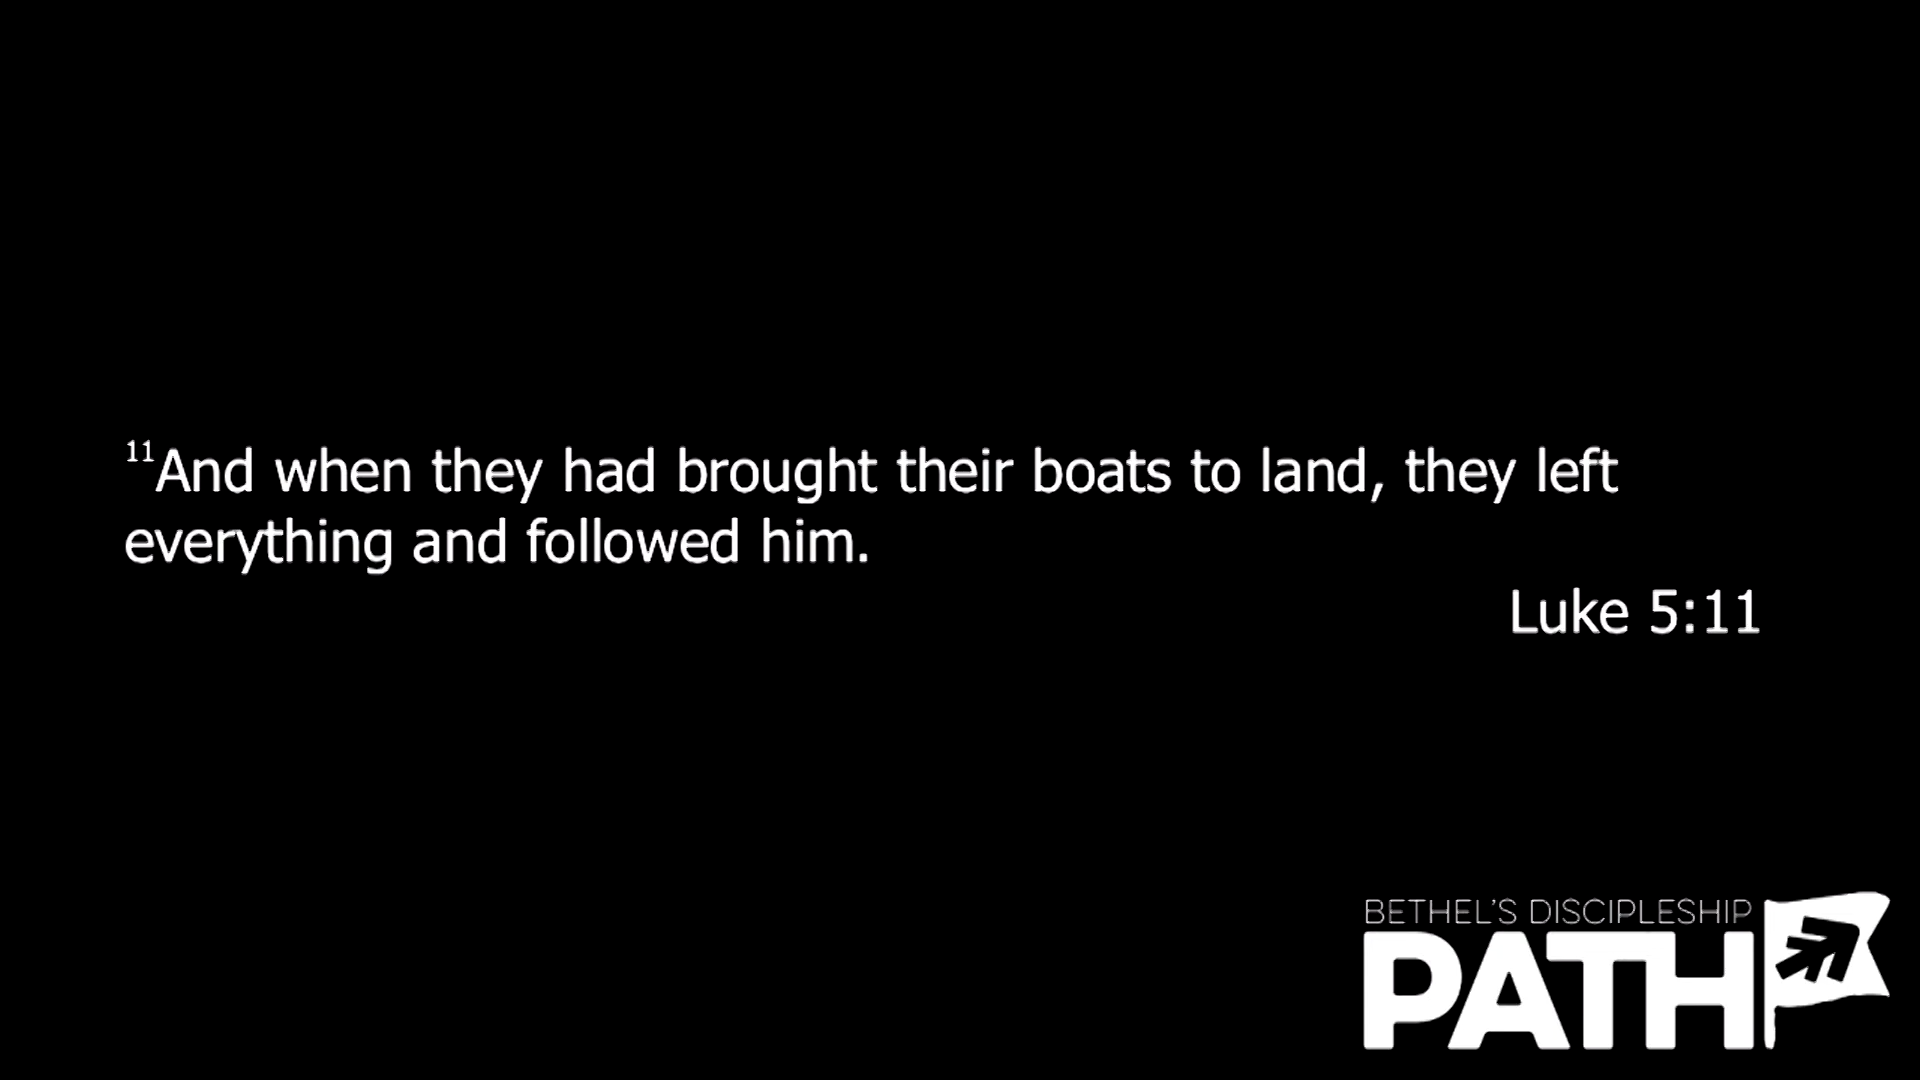 11And when they had brought their boats to land, they left
everything and followed him.
Luke 5:11
BETHEL'S DISCIPLESHIP
PATH